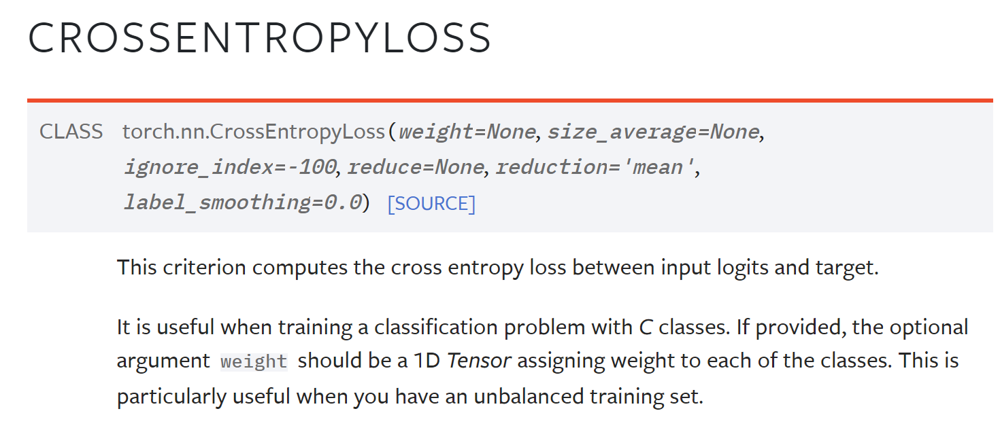 CROSSENTROPYLOSS
CLASS torch.nn.CrossEntropyLoss(weight=None, size_average=None,
ignore_index=-100, reduce=None, reduction='mean',
label_smoothing=0.0) [SOURCE]
This criterion computes the cross entropy loss between input logits and target.
It is useful when training a classification problem with C classes. If provided, the optional
argument weight should be a 1D Tensor assigning weight to each of the classes. This is
particularly useful when you have an unbalanced training set.